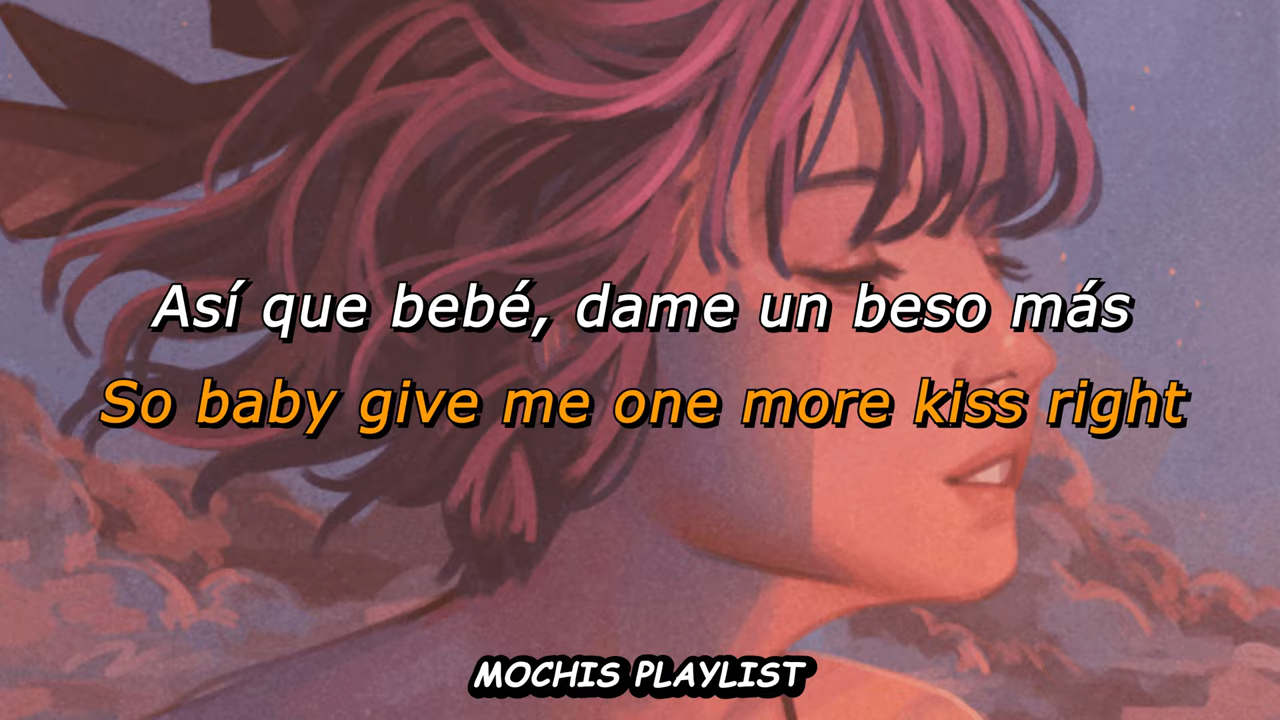 Así que bebé, dame un beso más
So baby give me one more kiss right
MOCHIS PLAYLIST